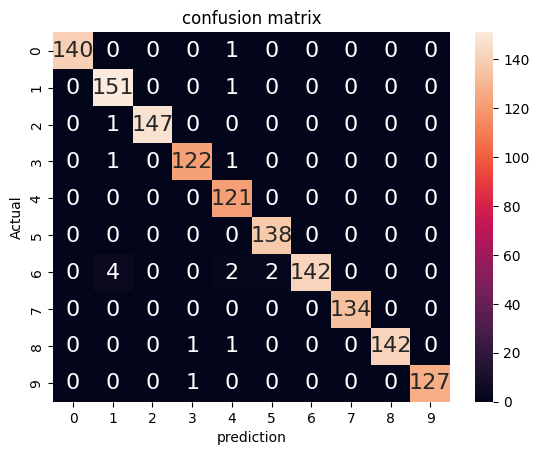 confusion matrix
0 140 0 0 0 1 0 0 0 0 0
1 0 151 0 0 1 0 0 0 0 0
2 0 1 147 0 0 0 0 0 0 0
3 0 1 0 122 1 0 0 0 0 0
4 0 0 0 0 121 0 0 0 0 0
5 0 0 0 0 0 138 0 0 0 0
6 0 4 0 0 2 2 142 0 0 0
7 0 0 0 0 0 0 0 134 0 0
8 0 0 0 1 1 0 0 0 142 0
9 0 0 0 1 0 0 0 0 0 127
0 1 2 3 4 5 6 7 8 9
prediction
Actual
140
120
100
80
60
40
20
0